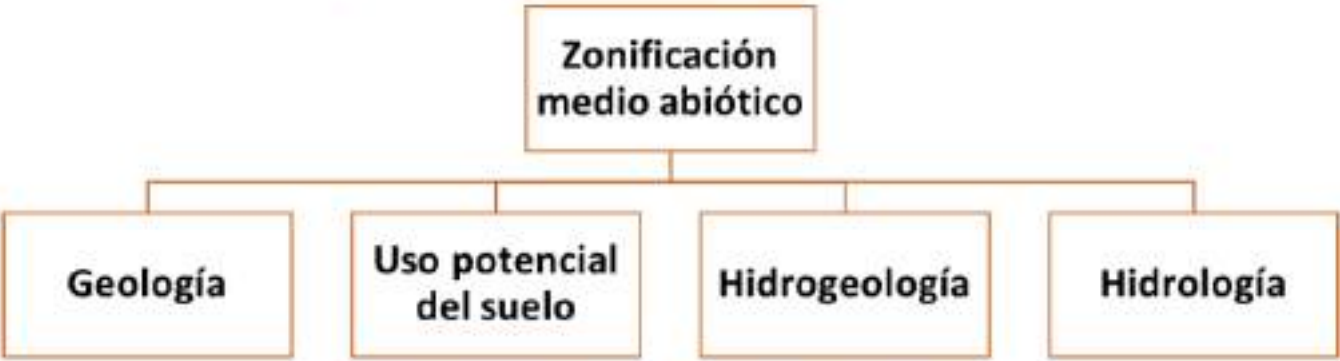 Zonificación
medio abiótico
Geología
Uso potencial
del suelo
Hidrogeología
Hidrología